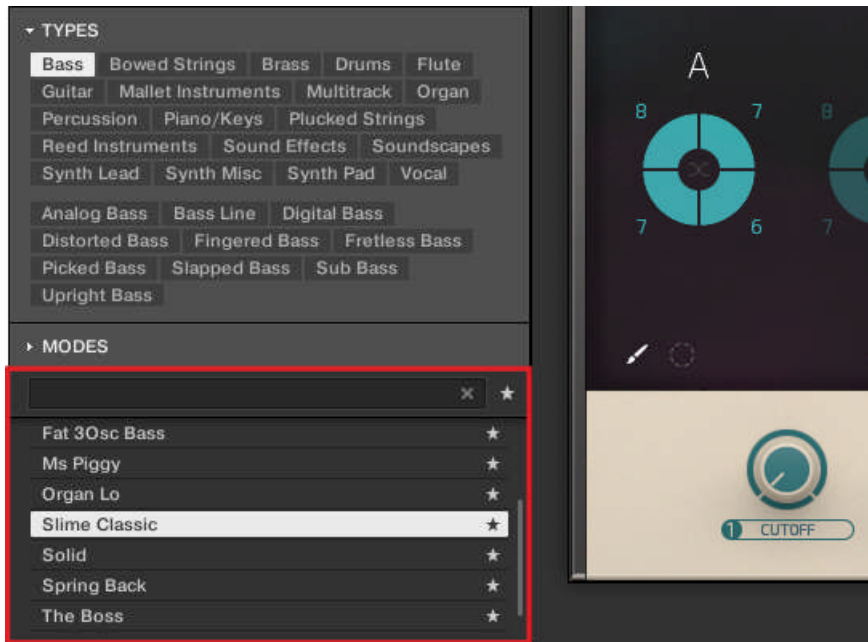 TYPES
Bass Bowed Strings Brass Drums Flute
Guitar Mallet Instruments Multitrack Organ
Percussion Piano/Keys Plucked Strings
Reed Instruments Sound Effects Soundscapes
Synth Lead Synth Misc Synth Pad Vocal
Analog Bass Bass Line Digital Bass
Distorted Bass Fingered Bass Fretless Bass
Picked Bass Slapped Bass Sub Bass
Upright Bass
MODES
Fat 3Osc Bass
Ms Piggy
Organ Lo
Slime Classic
Solid
Spring Back
The Boss
A
8 7 8
7 6 7
1 CUTOFF